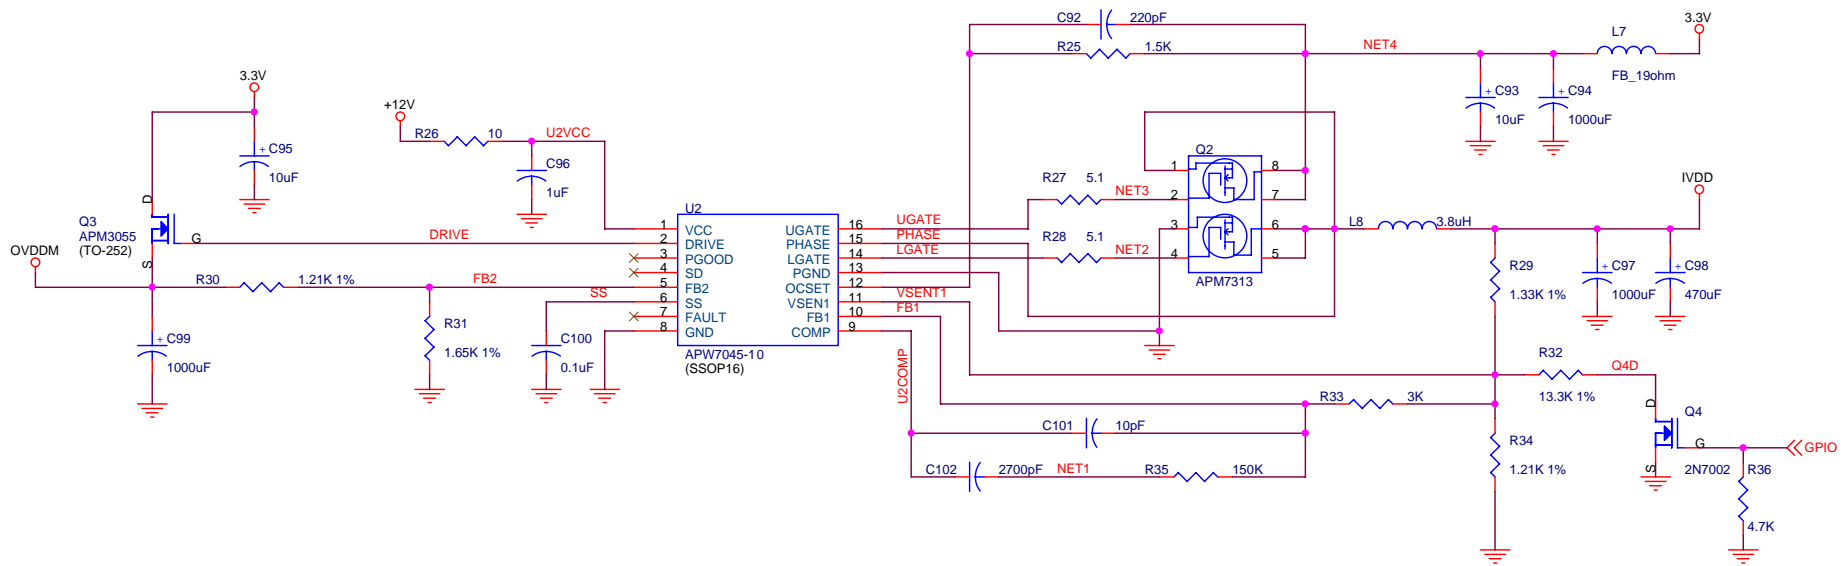 C92 220pF
R25 1.5K
NET4
L7
FB_19ohm
3.3V
+ C93
10uF
+ C94
1000uF
3.3V
+ C95
10uF
+12V
R26 10
U2VCC
C96
1uF
Q3
APM3055
(TO-252)
D
G
S
OVDDM
DRIVE
R30 1.21K 1%
FB2
R31
1.65K 1%
+ C99
1000uF
SS
C100
0.1uF
U2
1 VCC
2 DRIVE
3 PGOOD
4 SD
5 FB2
6 SS
7 FAULT
8 GND
UGATE 16
PHASE 15
LGATE 14
PGND 13
OCSET 12
VSEN1 11
FB1 10
COMP 9
APW7045-10
(SSOP16)
UGATE
PHASE
LGATE
VSENT1
FB1
U2COMP
R27 5.1
NET3
R28 5.1
NET2
Q2
1
2
3
4
8
7
6
5
APM7313
L8 3.8uH
IVDD
R29
1.33K 1%
+ C97
1000uF
+ C98
470uF
R32
13.3K 1%
Q4D
R33 3K
C101 10pF
C102 2700pF
NET1
R35 150K
R34
1.21K 1%
D
G
S
Q4
2N7002
GPIO
R36
4.7K